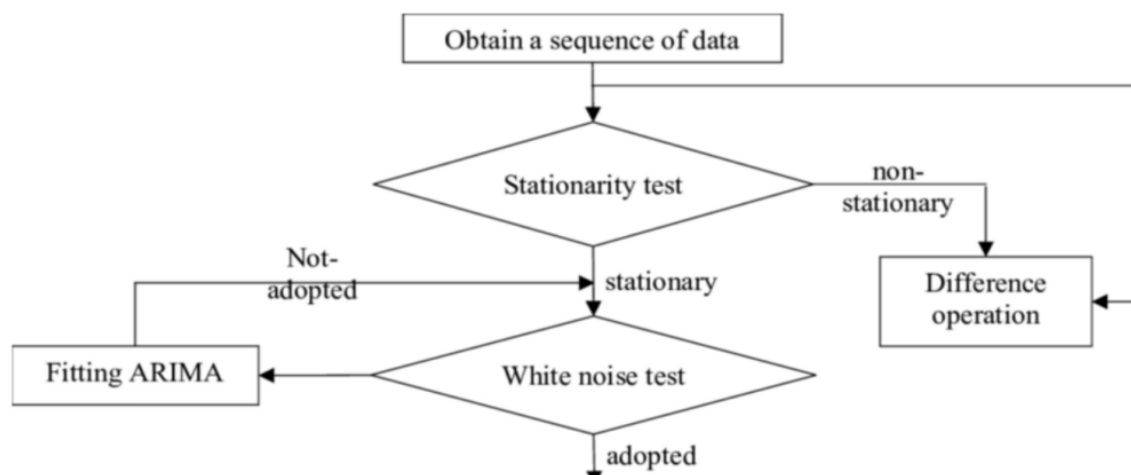 Obtain a sequence of data
Stationarity test
non-
stationary
Not-
adopted
stationary
Difference
operation
Fitting ARIMA
White noise test
adopted